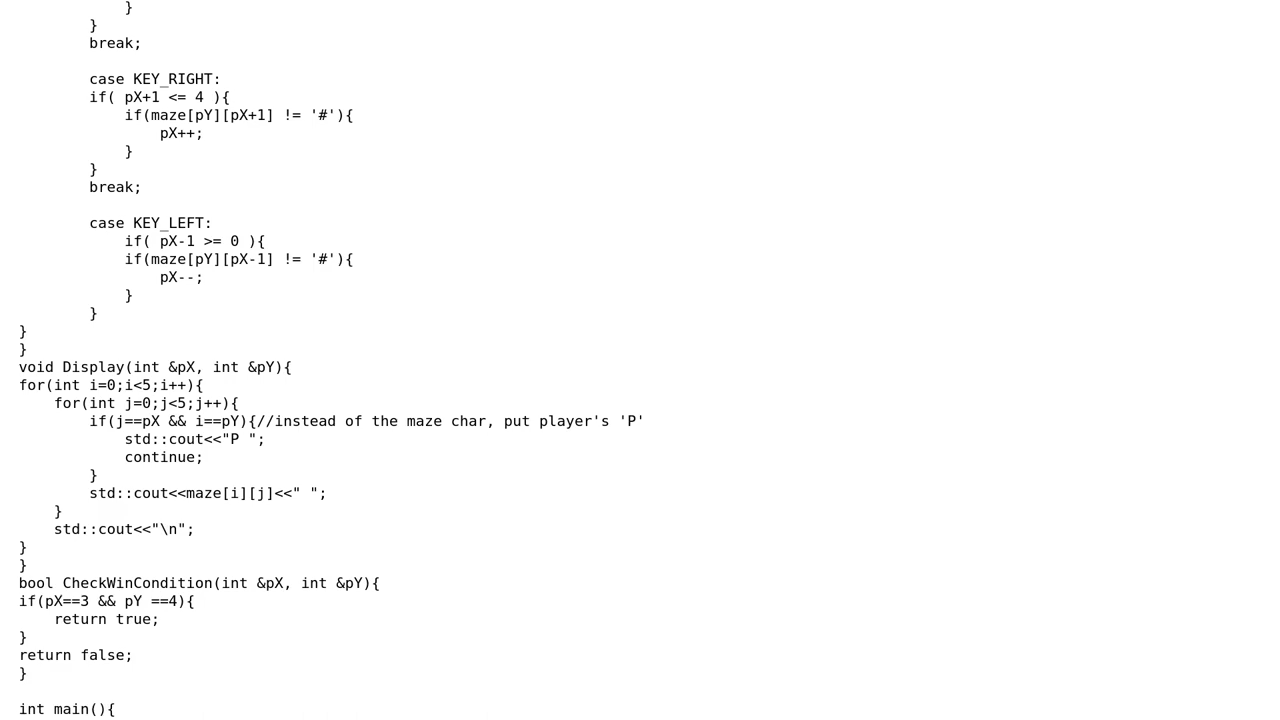 }
        }
        break;

        case KEY_RIGHT:
        if( pX+1 <= 4 ){
            if(maze[pY][pX+1] != '#'){
                pX++;
            }
        }
        break;

        case KEY_LEFT:
            if( pX-1 >= 0 ){
            if(maze[pY][pX-1] != '#'){
                pX--;
            }
        }
}
}
void Display(int &pX, int &pY){
for(int i=0;i<5;i++){
    for(int j=0;j<5;j++){
        if(j==pX && i==pY){//instead of the maze char, put player's 'P'
            std::cout<<"P ";
            continue;
        }
        std::cout<<maze[i][j]<<" ";
    }
    std::cout<<"\n";
}
}
bool CheckWinCondition(int &pX, int &pY){
if(pX==3 && pY ==4){
    return true;
}
return false;
}

int main(){